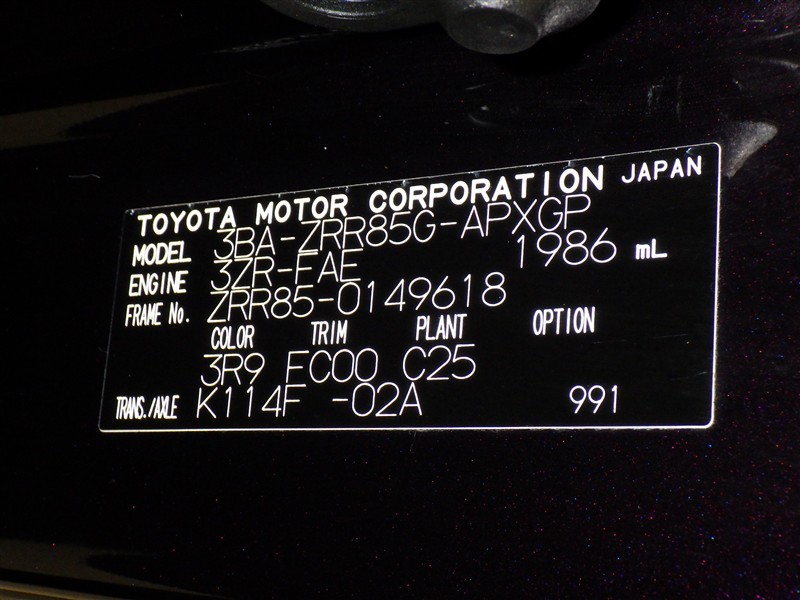 TOYOTA MOTOR CORPORATION JAPAN
MODEL 3BA-ZRR85G-APXGP
ENGINE 3ZR-FAE 1986 mL
FRAME No. ZRR85-0149618
COLOR TRIM PLANT OPTION
3R9 FC00 C25
TRANS./AXLE K114F -02A 991